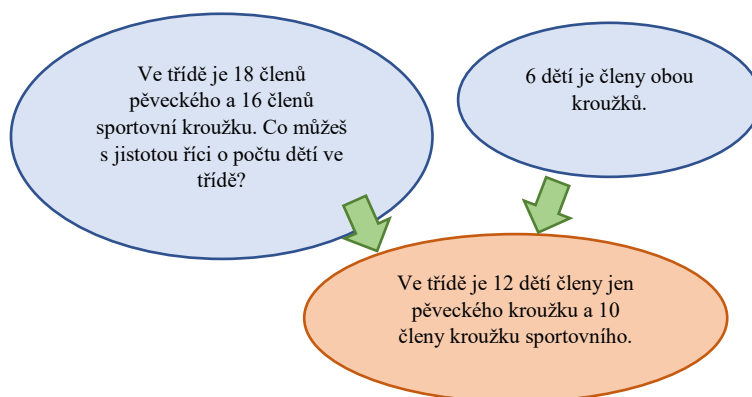 Ve třídě je 18 členů
pěveckého a 16 členů
sportovní kroužku. Co můžeš
s jistotou říci o počtu dětí ve
třídě?
6 dětí je členy obou
kroužků.
Ve třídě je 12 dětí členy jen
pěveckého kroužku a 10
členy kroužku sportovního.